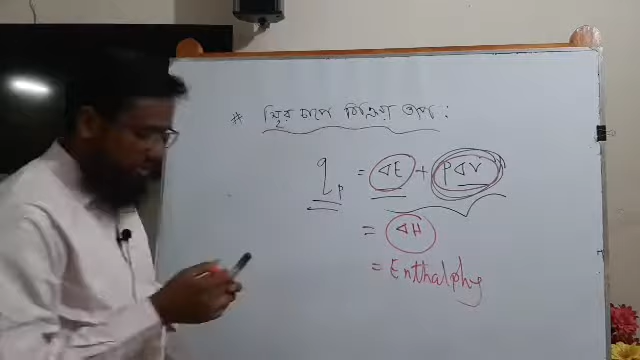 * স্থির চাপে বিক্রিয়া তাপ :
q_p = ΔE + PΔV
= ΔH
= Enthalphy